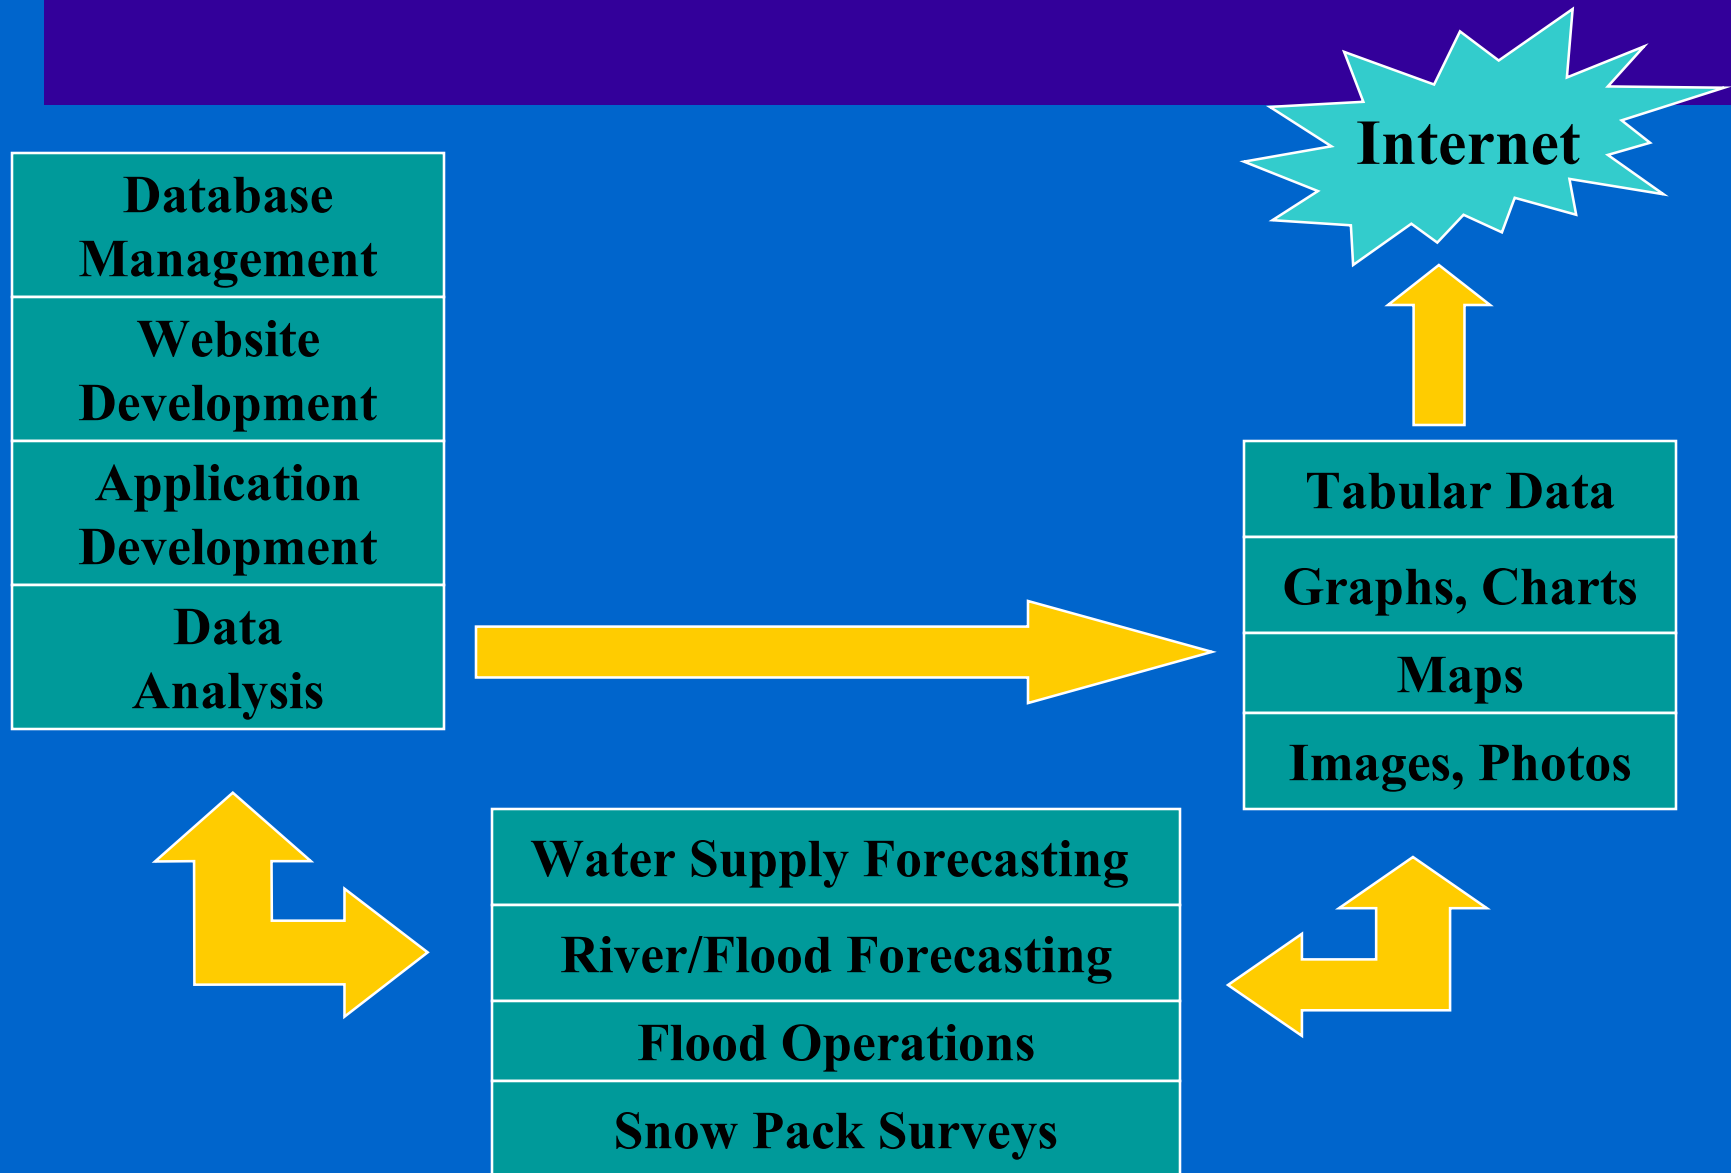 Internet
Database
Management
Website
Development
Application
Development
Data
Analysis
Tabular Data
Graphs, Charts
Maps
Images, Photos
Water Supply Forecasting
River/Flood Forecasting
Flood Operations
Snow Pack Surveys